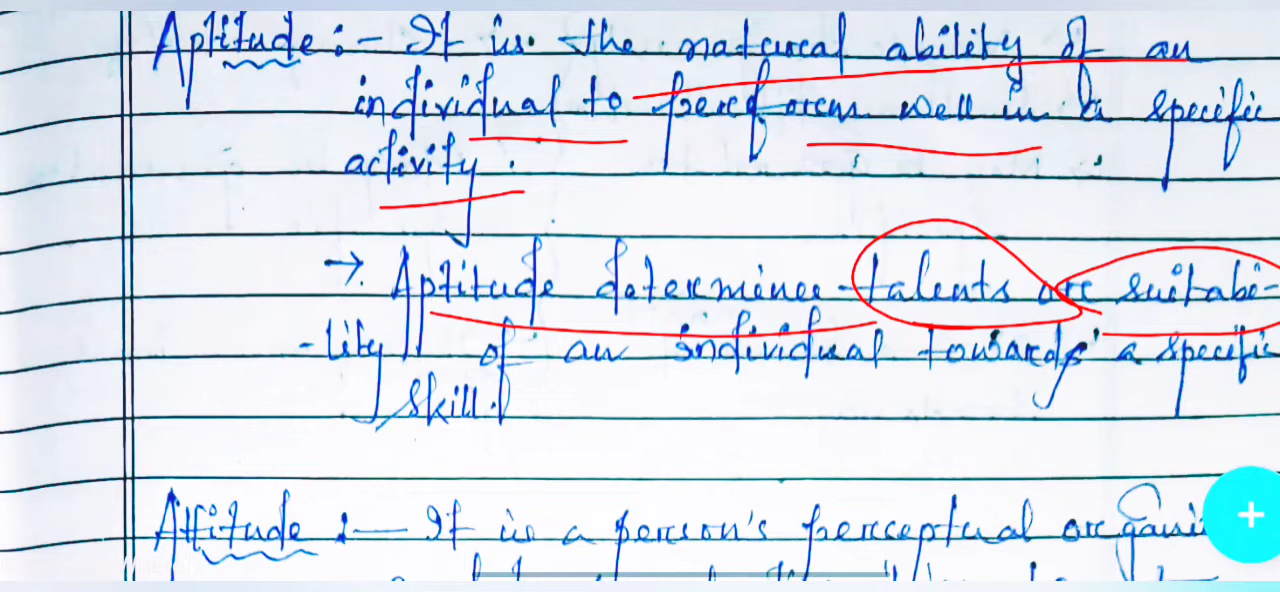 Aptitude :- It is the natural ability of an
individual to perform well in a specific
activity.
→ Aptitude determines talents or suitabi-
-lity of an individual towards a specific
skill.
Attitude :- It is a person's perceptual organi